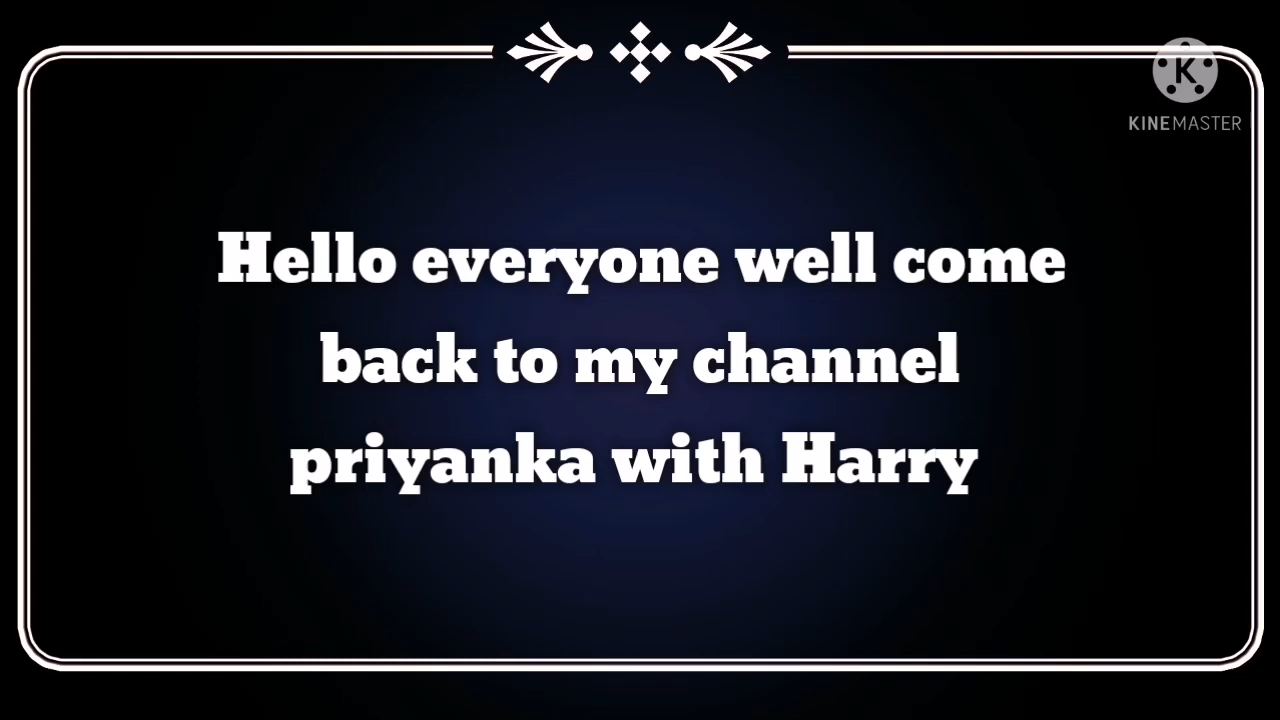 K
KINEMASTER
Hello everyone well come
back to my channel
priyanka with Harry